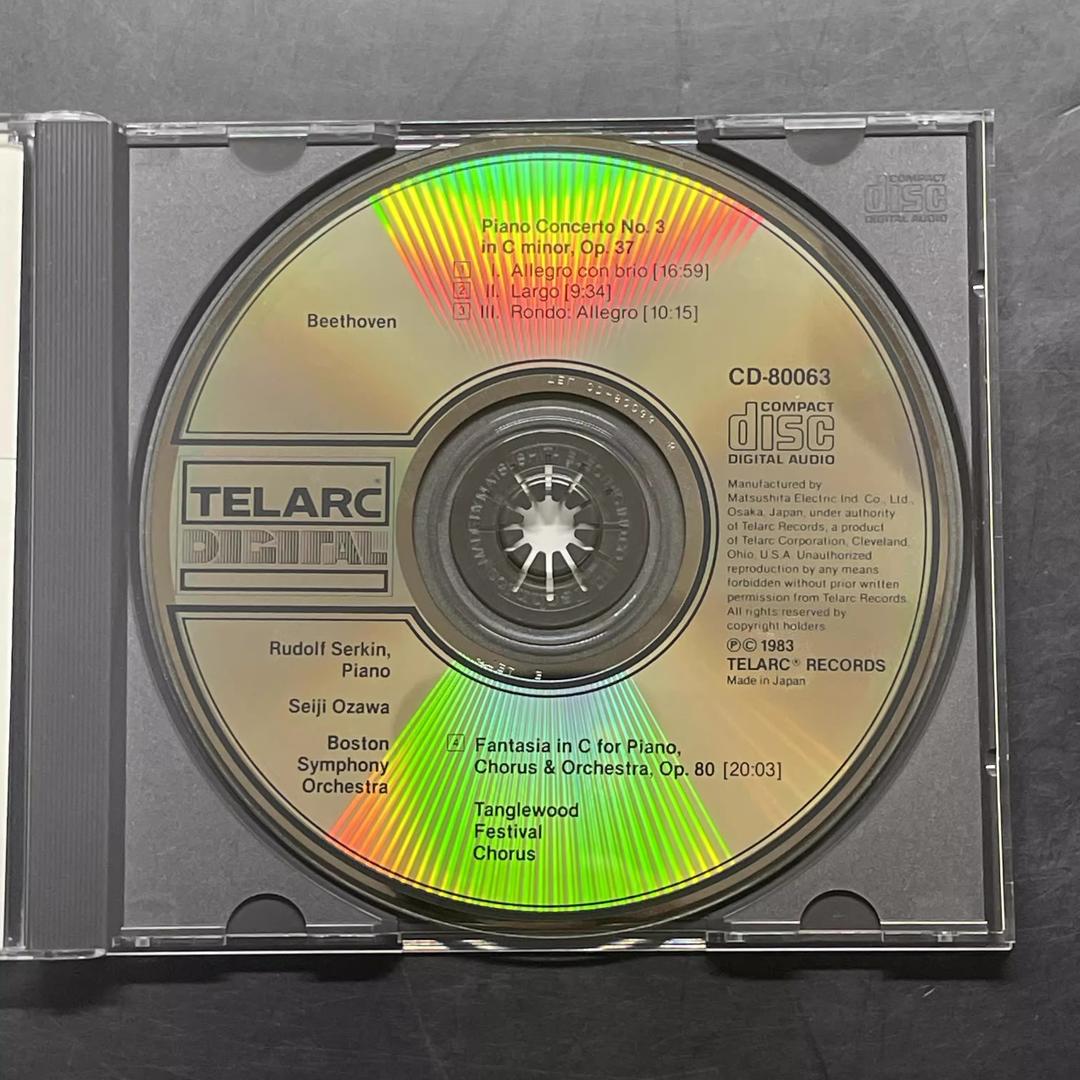 COMPACT
disc
DIGITAL AUDIO
Piano Concerto No. 3
in C minor, Op. 37
1 I. Allegro con brio [16:59]
2 II. Largo [9:34]
3 III. Rondo: Allegro [10:15]
Beethoven
CD-80063
COMPACT
disc
DIGITAL AUDIO
TELARC®
DIGITAL
Manufactured by
Matsushita Electric Ind. Co., Ltd.,
Osaka, Japan, under authority
of Telarc Records, a product
of Telarc Corporation, Cleveland,
Ohio, U.S.A. Unauthorized
reproduction by any means
forbidden without prior written
permission from Telarc Records.
All rights reserved by
copyright holders.
℗© 1983
TELARC® RECORDS
Made in Japan
Rudolf Serkin,
Piano
Seiji Ozawa
Boston
Symphony
Orchestra
4 Fantasia in C for Piano,
Chorus & Orchestra, Op. 80 [20:03]
Tanglewood
Festival
Chorus